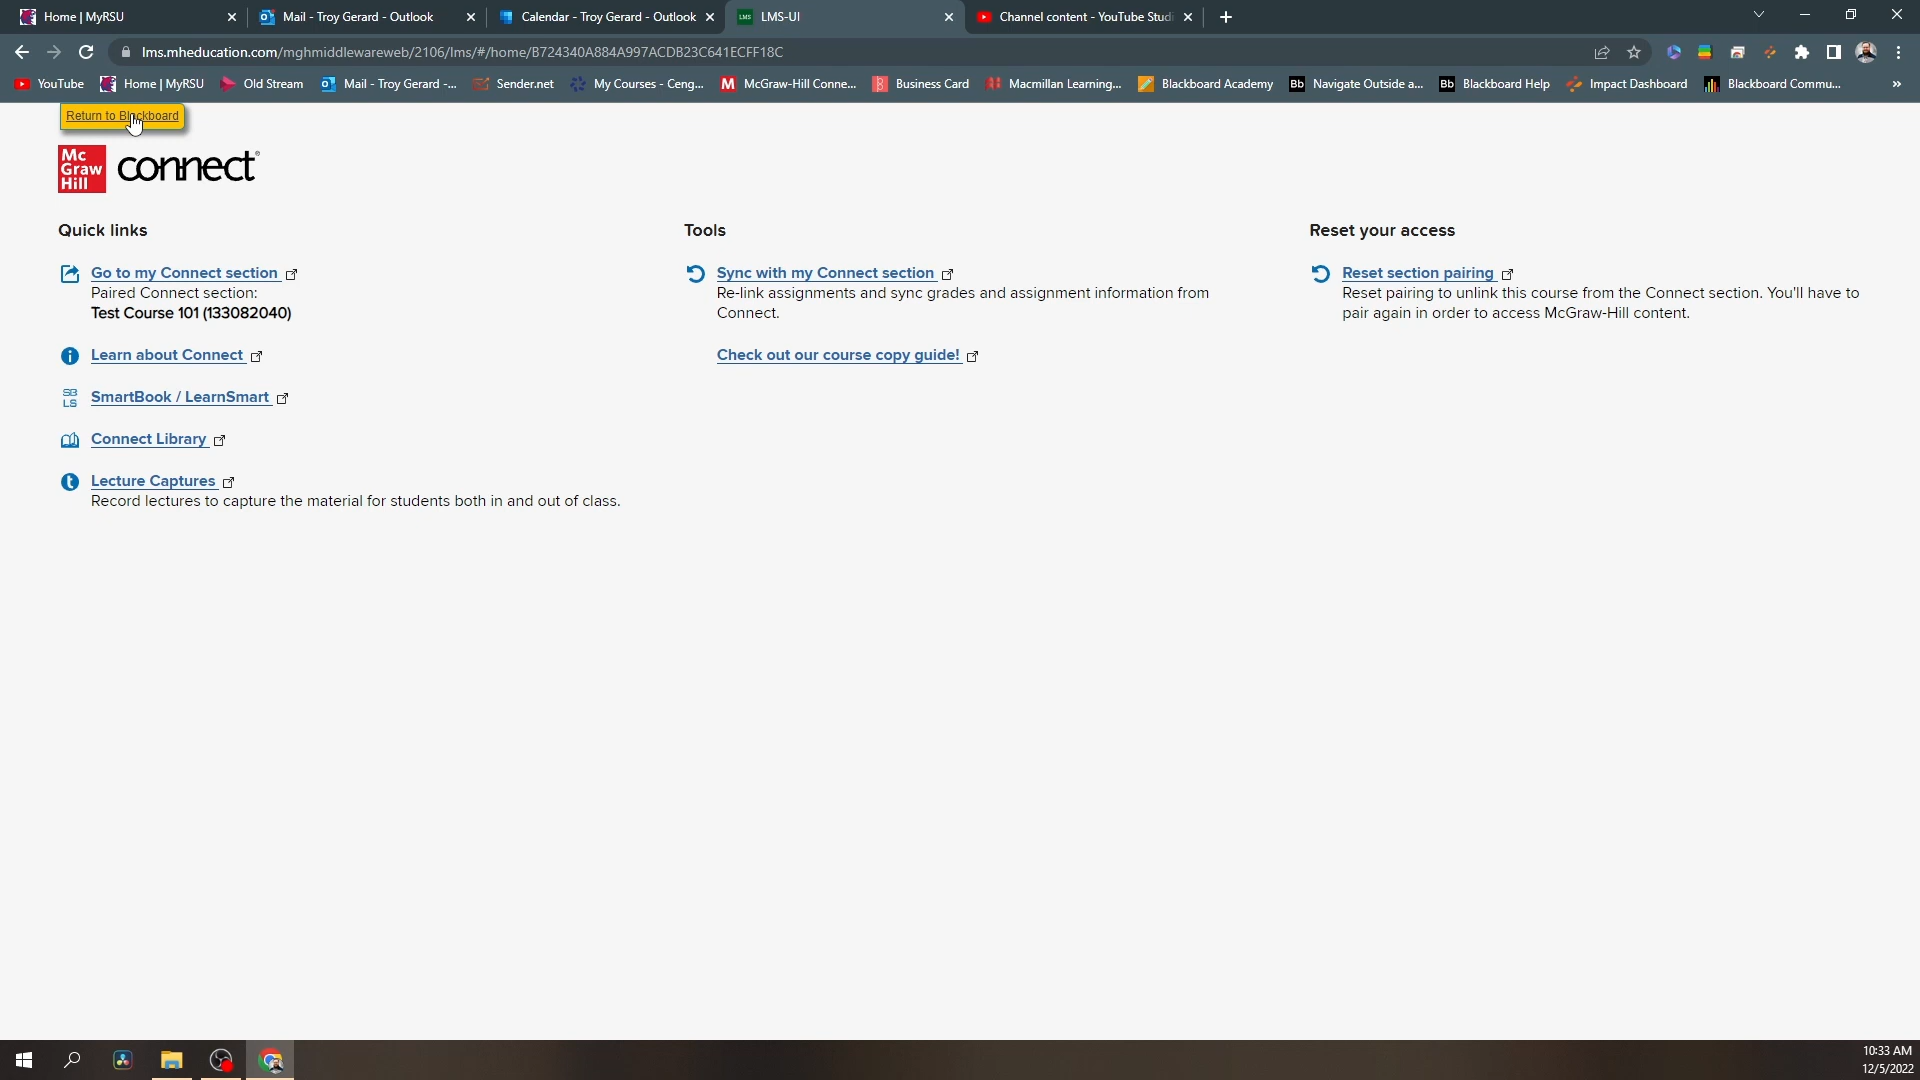 Home | MyRSU
Mail - Troy Gerard - Outlook
Calendar - Troy Gerard - Outlook
LMS
LMS-UI
Channel content - YouTube Studi
lms.mheducation.com/mghmiddlewareweb/2106/lms/#/home/B724340A884A997ACDB23C641ECFF18C
YouTube
Home | MyRSU
Old Stream
Mail - Troy Gerard -...
Sender.net
My Courses - Ceng...
McGraw-Hill Conne...
Business Card
Macmillan Learning...
Blackboard Academy
Bb Navigate Outside a...
Bb Blackboard Help
Impact Dashboard
Blackboard Commu...
»
Return to Blackboard
Mc
Graw
Hill
connect®
Quick links
Go to my Connect section
Paired Connect section:
Test Course 101 (133082040)
Learn about Connect
SB
LS
SmartBook / LearnSmart
Connect Library
Lecture Captures
Record lectures to capture the material for students both in and out of class.
Tools
Sync with my Connect section
Re-link assignments and sync grades and assignment information from
Connect.
Check out our course copy guide!
Reset your access
Reset section pairing
Reset pairing to unlink this course from the Connect section. You'll have to
pair again in order to access McGraw-Hill content.
10:33 AM
12/5/2022